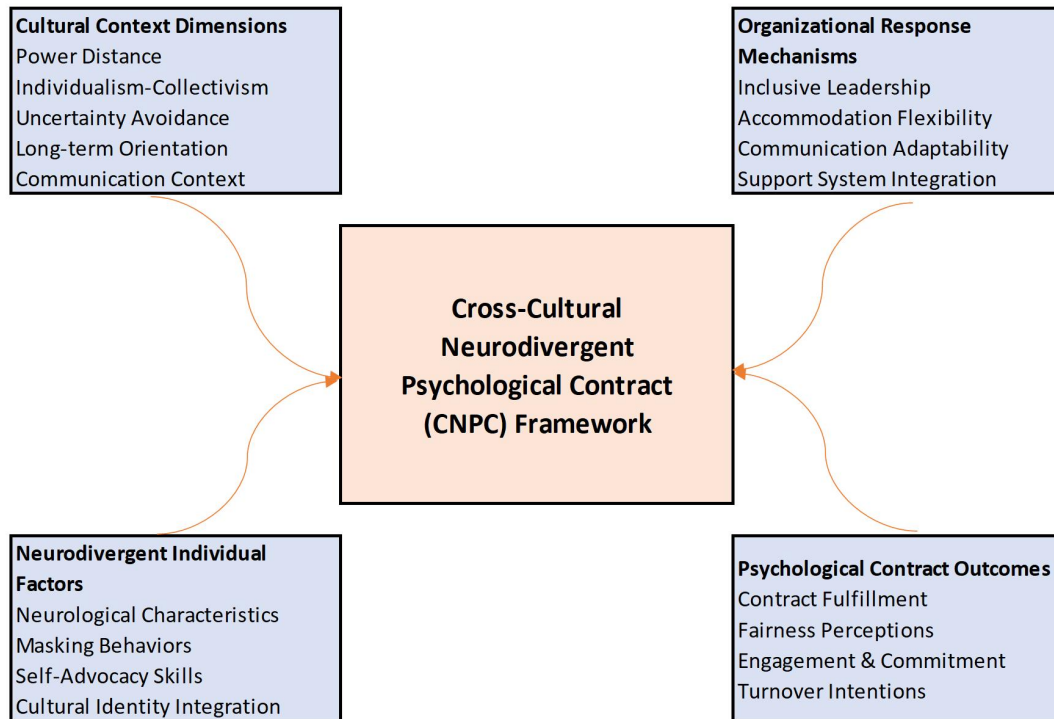 Cultural Context Dimensions
Power Distance
Individualism-Collectivism
Uncertainty Avoidance
Long-term Orientation
Communication Context
Organizational Response
Mechanisms
Inclusive Leadership
Accommodation Flexibility
Communication Adaptability
Support System Integration
Cross-Cultural
Neurodivergent
Psychological Contract
(CNPC) Framework
Neurodivergent Individual
Factors
Neurological Characteristics
Masking Behaviors
Self-Advocacy Skills
Cultural Identity Integration
Psychological Contract Outcomes
Contract Fulfillment
Fairness Perceptions
Engagement & Commitment
Turnover Intentions